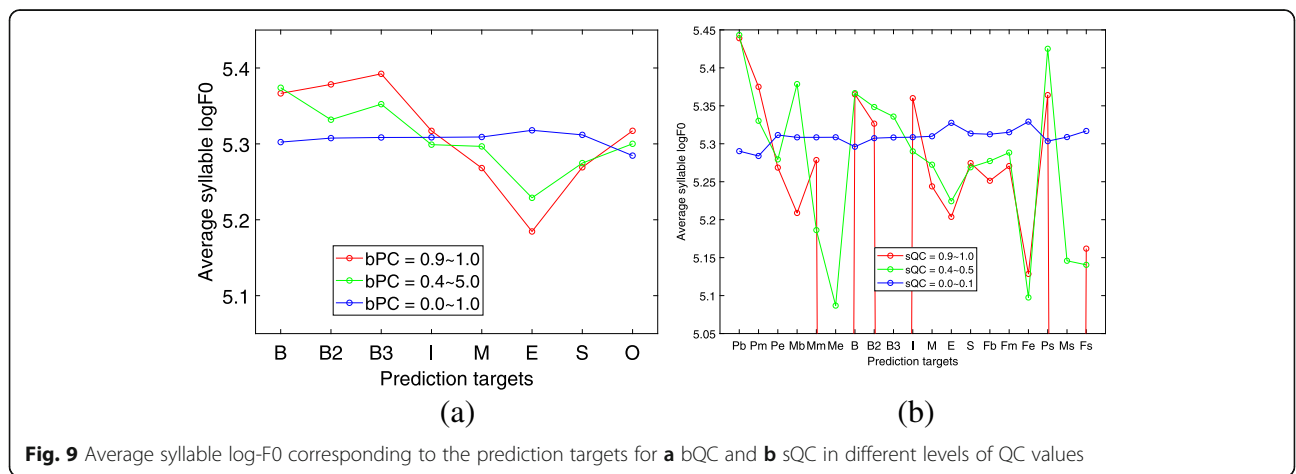 5.4
5.3
5.2
5.1
Average syllable logF0
bPC = 0.9~1.0
bPC = 0.4~5.0
bPC = 0.0~1.0
B B2 B3 I M E S O
Prediction targets
(a)
5.45
5.4
5.35
5.3
5.25
5.2
5.15
5.1
5.05
Average syllable logF0
sQC = 0.9~1.0
sQC = 0.4~0.5
sQC = 0.0~0.1
Pb Pm Pe Mb Mm Me B B2 B3 I M E S Fb Fm Fe Ps Ms Fs
Prediction targets
(b)
Fig. 9 Average syllable log-F0 corresponding to the prediction targets for a bQC and b sQC in different levels of QC values